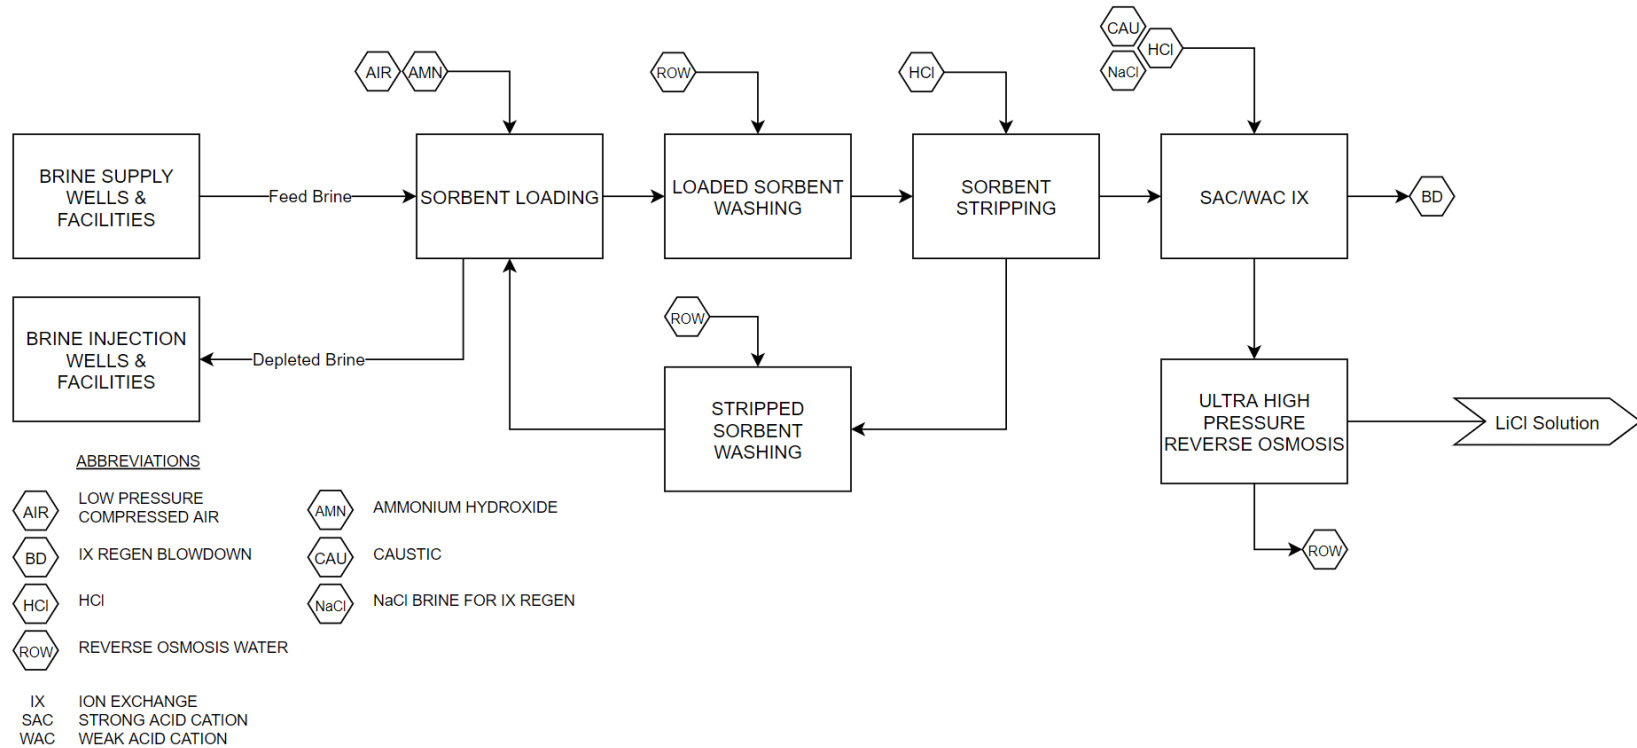 CAU
HCl
NaCl
AIR
AMN
ROW
HCl
BRINE SUPPLY
WELLS &
FACILITIES
Feed Brine
SORBENT LOADING
LOADED SORBENT
WASHING
SORBENT
STRIPPING
SAC/WAC IX
BD
BRINE INJECTION
WELLS &
FACILITIES
Depleted Brine
ROW
STRIPPED
SORBENT
WASHING
ULTRA HIGH
PRESSURE
REVERSE OSMOSIS
LiCl Solution
ROW
ABBREVIATIONS
AIR
LOW PRESSURE
COMPRESSED AIR
AMN
AMMONIUM HYDROXIDE
BD
IX REGEN BLOWDOWN
CAU
CAUSTIC
HCl
HCl
NaCl
NaCl BRINE FOR IX REGEN
ROW
REVERSE OSMOSIS WATER
IX ION EXCHANGE
SAC STRONG ACID CATION
WAC WEAK ACID CATION